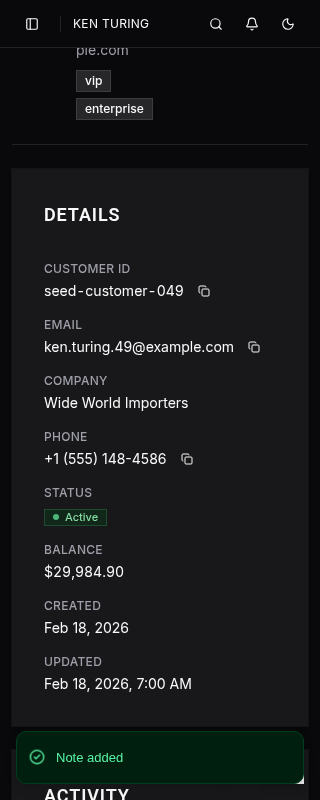 KEN TURING
ple.com
vip
enterprise
DETAILS
CUSTOMER ID
seed-customer-049
EMAIL
ken.turing.49@example.com
COMPANY
Wide World Importers
PHONE
+1 (555) 148-4586
STATUS
Active
BALANCE
$29,984.90
CREATED
Feb 18, 2026
UPDATED
Feb 18, 2026, 7:00 AM
Note added
ACTIVITY